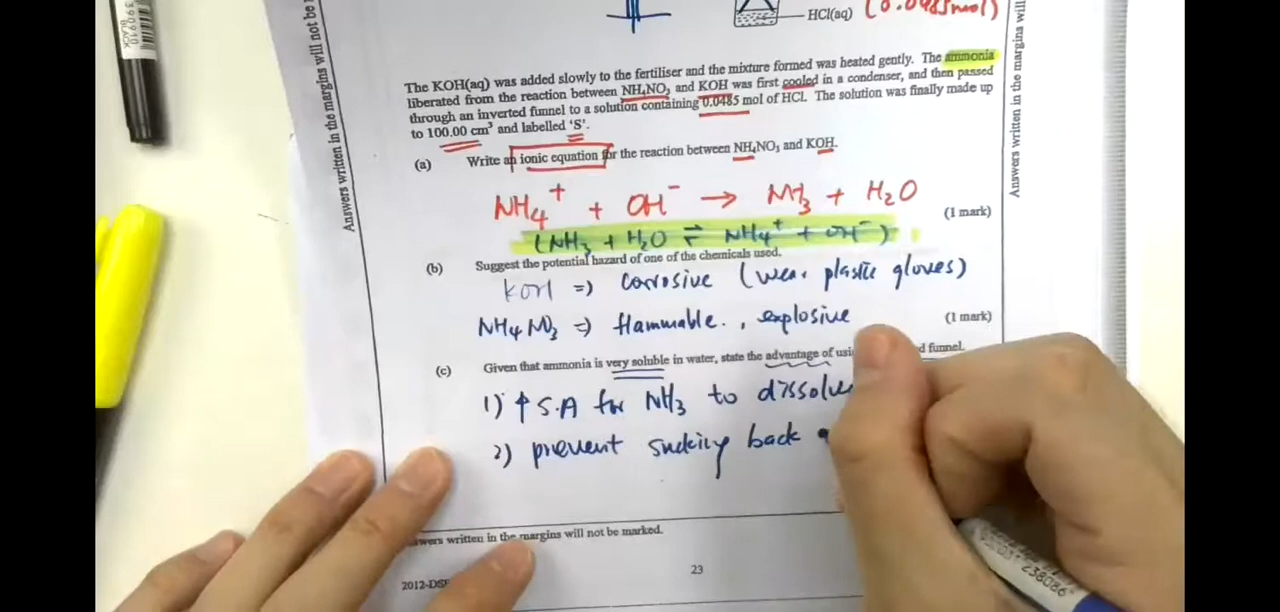 HCl(aq) (0.0485mol)
The KOH(aq) was added slowly to the fertiliser and the mixture formed was heated gently. The ammonia
liberated from the reaction between NH₄NO₃ and KOH was first cooled in a condenser, and then passed
through an inverted funnel to a solution containing 0.0485 mol of HCl. The solution was finally made up
to 100.00 cm³ and labelled ‘S’.
(a) Write an ionic equation for the reaction between NH₄NO₃ and KOH.
NH₄⁺ + OH⁻ → NH₃ + H₂O
(1 mark)
(NH₃ + H₂O ⇌ NH₄⁺ + OH⁻)
(b) Suggest the potential hazard of one of the chemicals used.
KOH => corrosive (wear plastic gloves)
NH₄NO₃ => flammable., explosive
(1 mark)
(c) Given that ammonia is very soluble in water, state the advantage of usi d funnel.
1) ↑ S.A for NH₃ to dissolve
2) prevent sucking back
wers written in the margins will not be marked.
2012-DSE
23
Answers written in the margins will not be
Answers written in the margins will
BLACK
238086